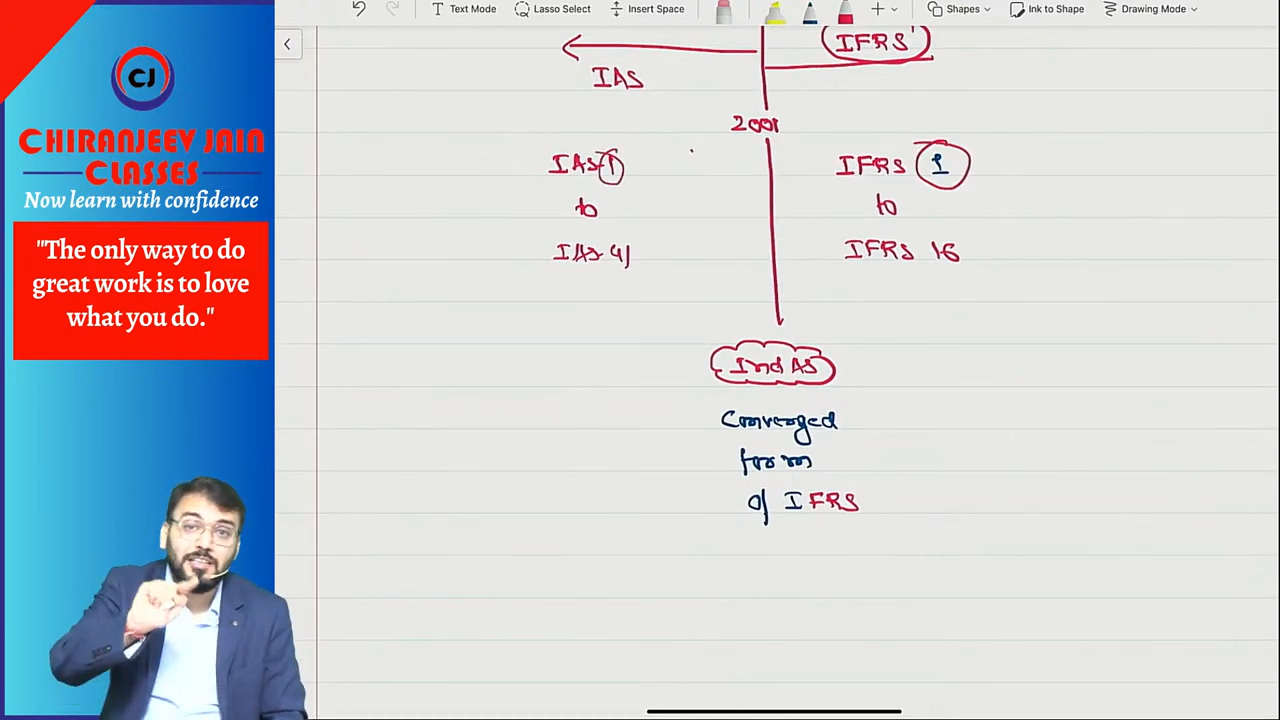 Text Mode
Lasso Select
Insert Space
Shapes
Ink to Shape
Drawing Mode
CJ
CHIRANJEEV JAIN
CLASSES
Now learn with confidence
"The only way to do
great work is to love
what you do."
IFRS'
IAS
2001
IAS-1
IFRS 1
to
to
IAS 41
IFRS 16
Ind AS
Converged
form
of IFRS